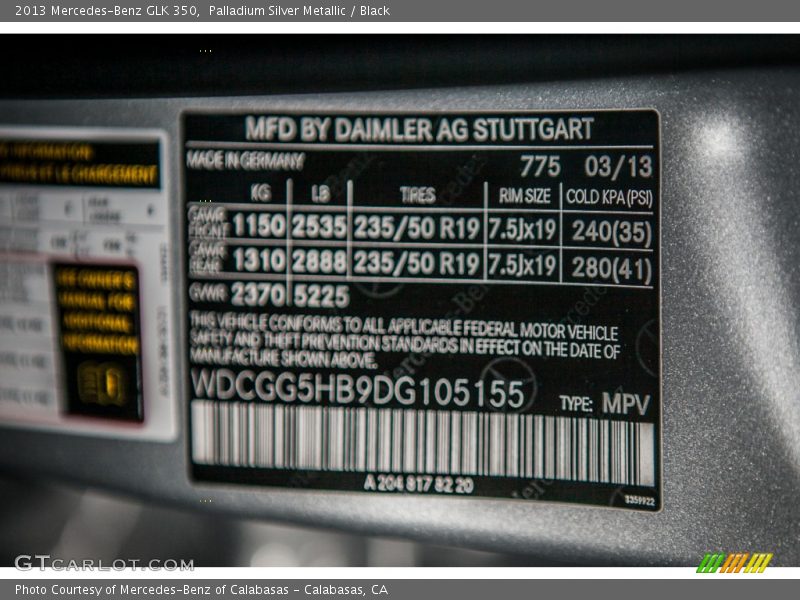 2013 Mercedes-Benz GLK 350,  Palladium Silver Metallic / Black
MFD BY DAIMLER AG STUTTGART
MADE IN GERMANY 775 03/13
KG LB TIRES RIM SIZE COLD KPA(PSI)
GAWR FRONT 1150 2535 235/50 R19 7.5Jx19 240(35)
GAWR REAR 1310 2888 235/50 R19 7.5Jx19 280(41)
GVWR 2370 5225
THIS VEHICLE CONFORMS TO ALL APPLICABLE FEDERAL MOTOR VEHICLE
SAFETY AND THEFT PREVENTION STANDARDS IN EFFECT ON THE DATE OF
MANUFACTURE SHOWN ABOVE.
WDCGG5HB9DG105155 TYPE: MPV
A 204 817 82 20
3359922
INFORMATION
ET LE CHARGEMENT
SEE OWNER'S
MANUAL FOR
ADDITIONAL
INFORMATION
GTcarlot.com
Photo Courtesy of Mercedes-Benz of Calabasas - Calabasas, CA